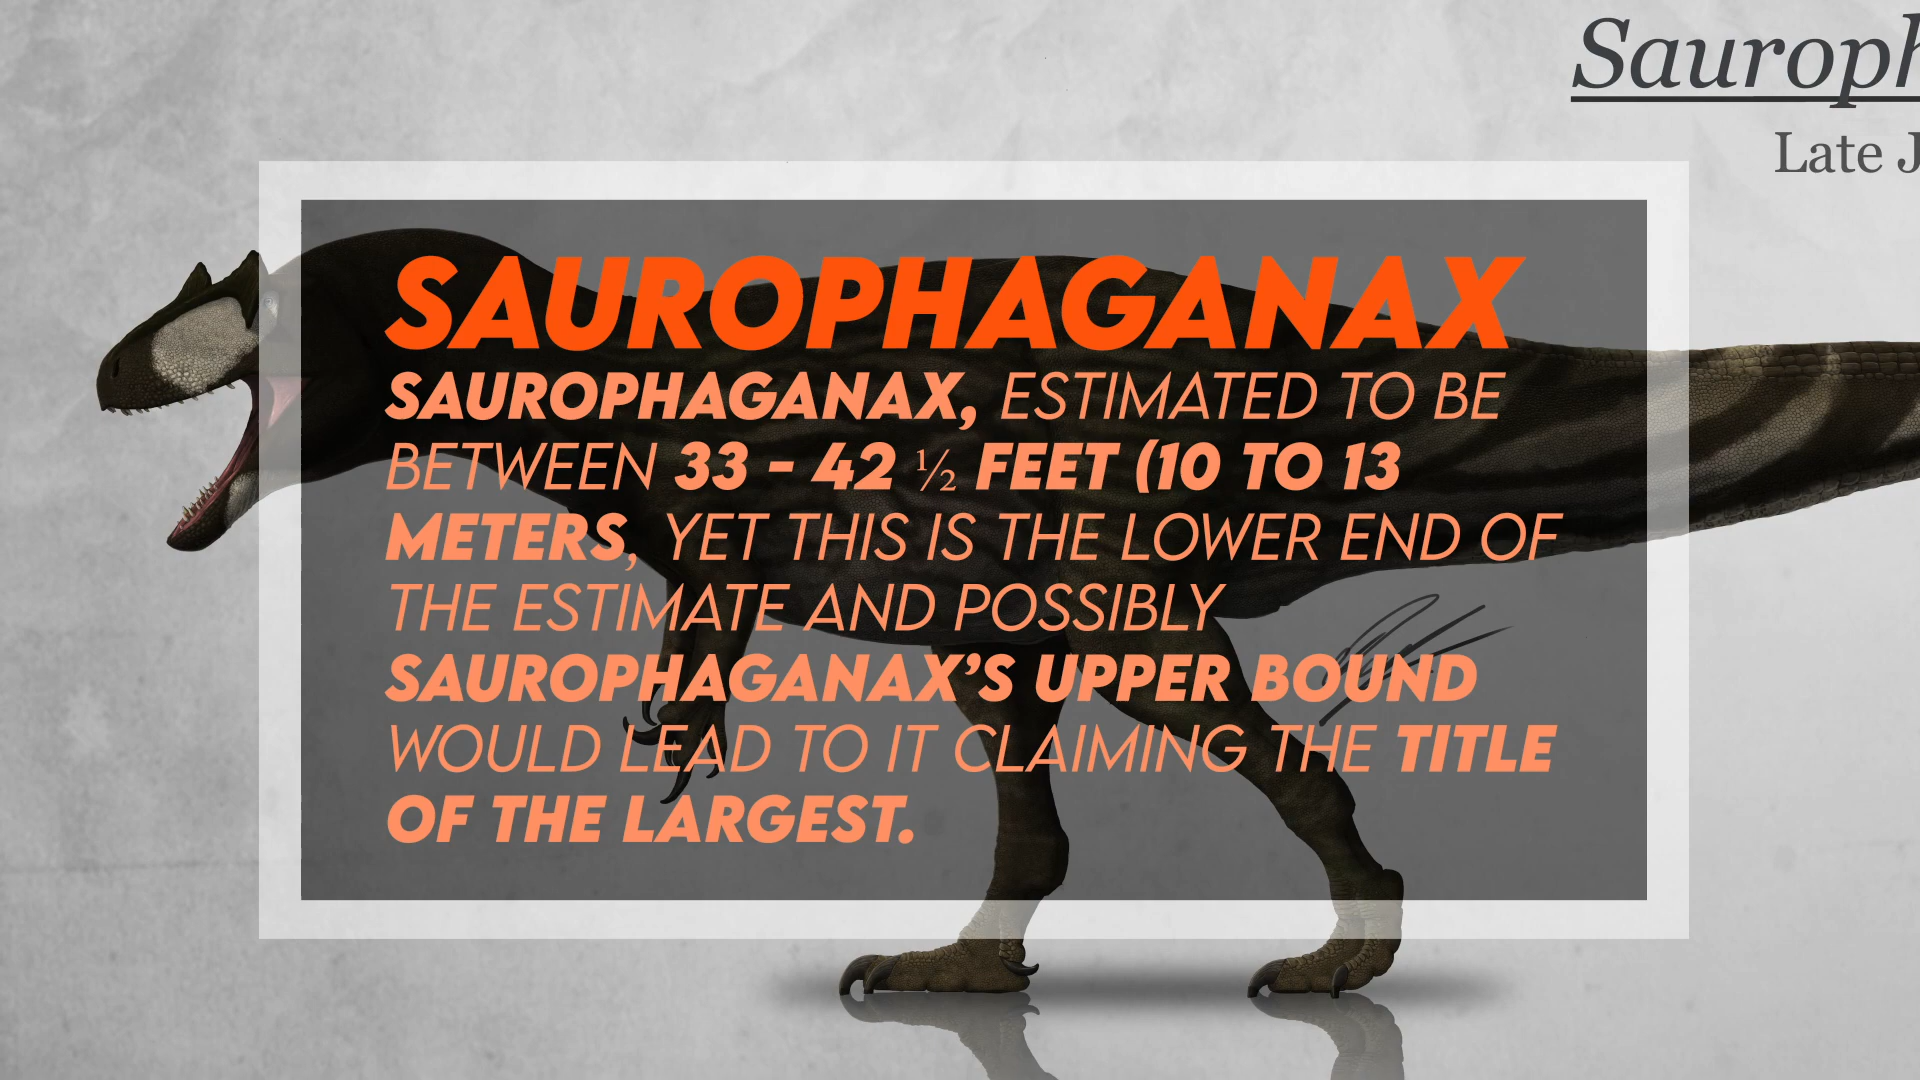 Sauroph
Late J
SAUROPHAGANAX
SAUROPHAGANAX, ESTIMATED TO BE
BETWEEN 33 - 42 ½ FEET (10 TO 13
METERS, YET THIS IS THE LOWER END OF
THE ESTIMATE AND POSSIBLY
SAUROPHAGANAX'S UPPER BOUND
WOULD LEAD TO IT CLAIMING THE TITLE
OF THE LARGEST.